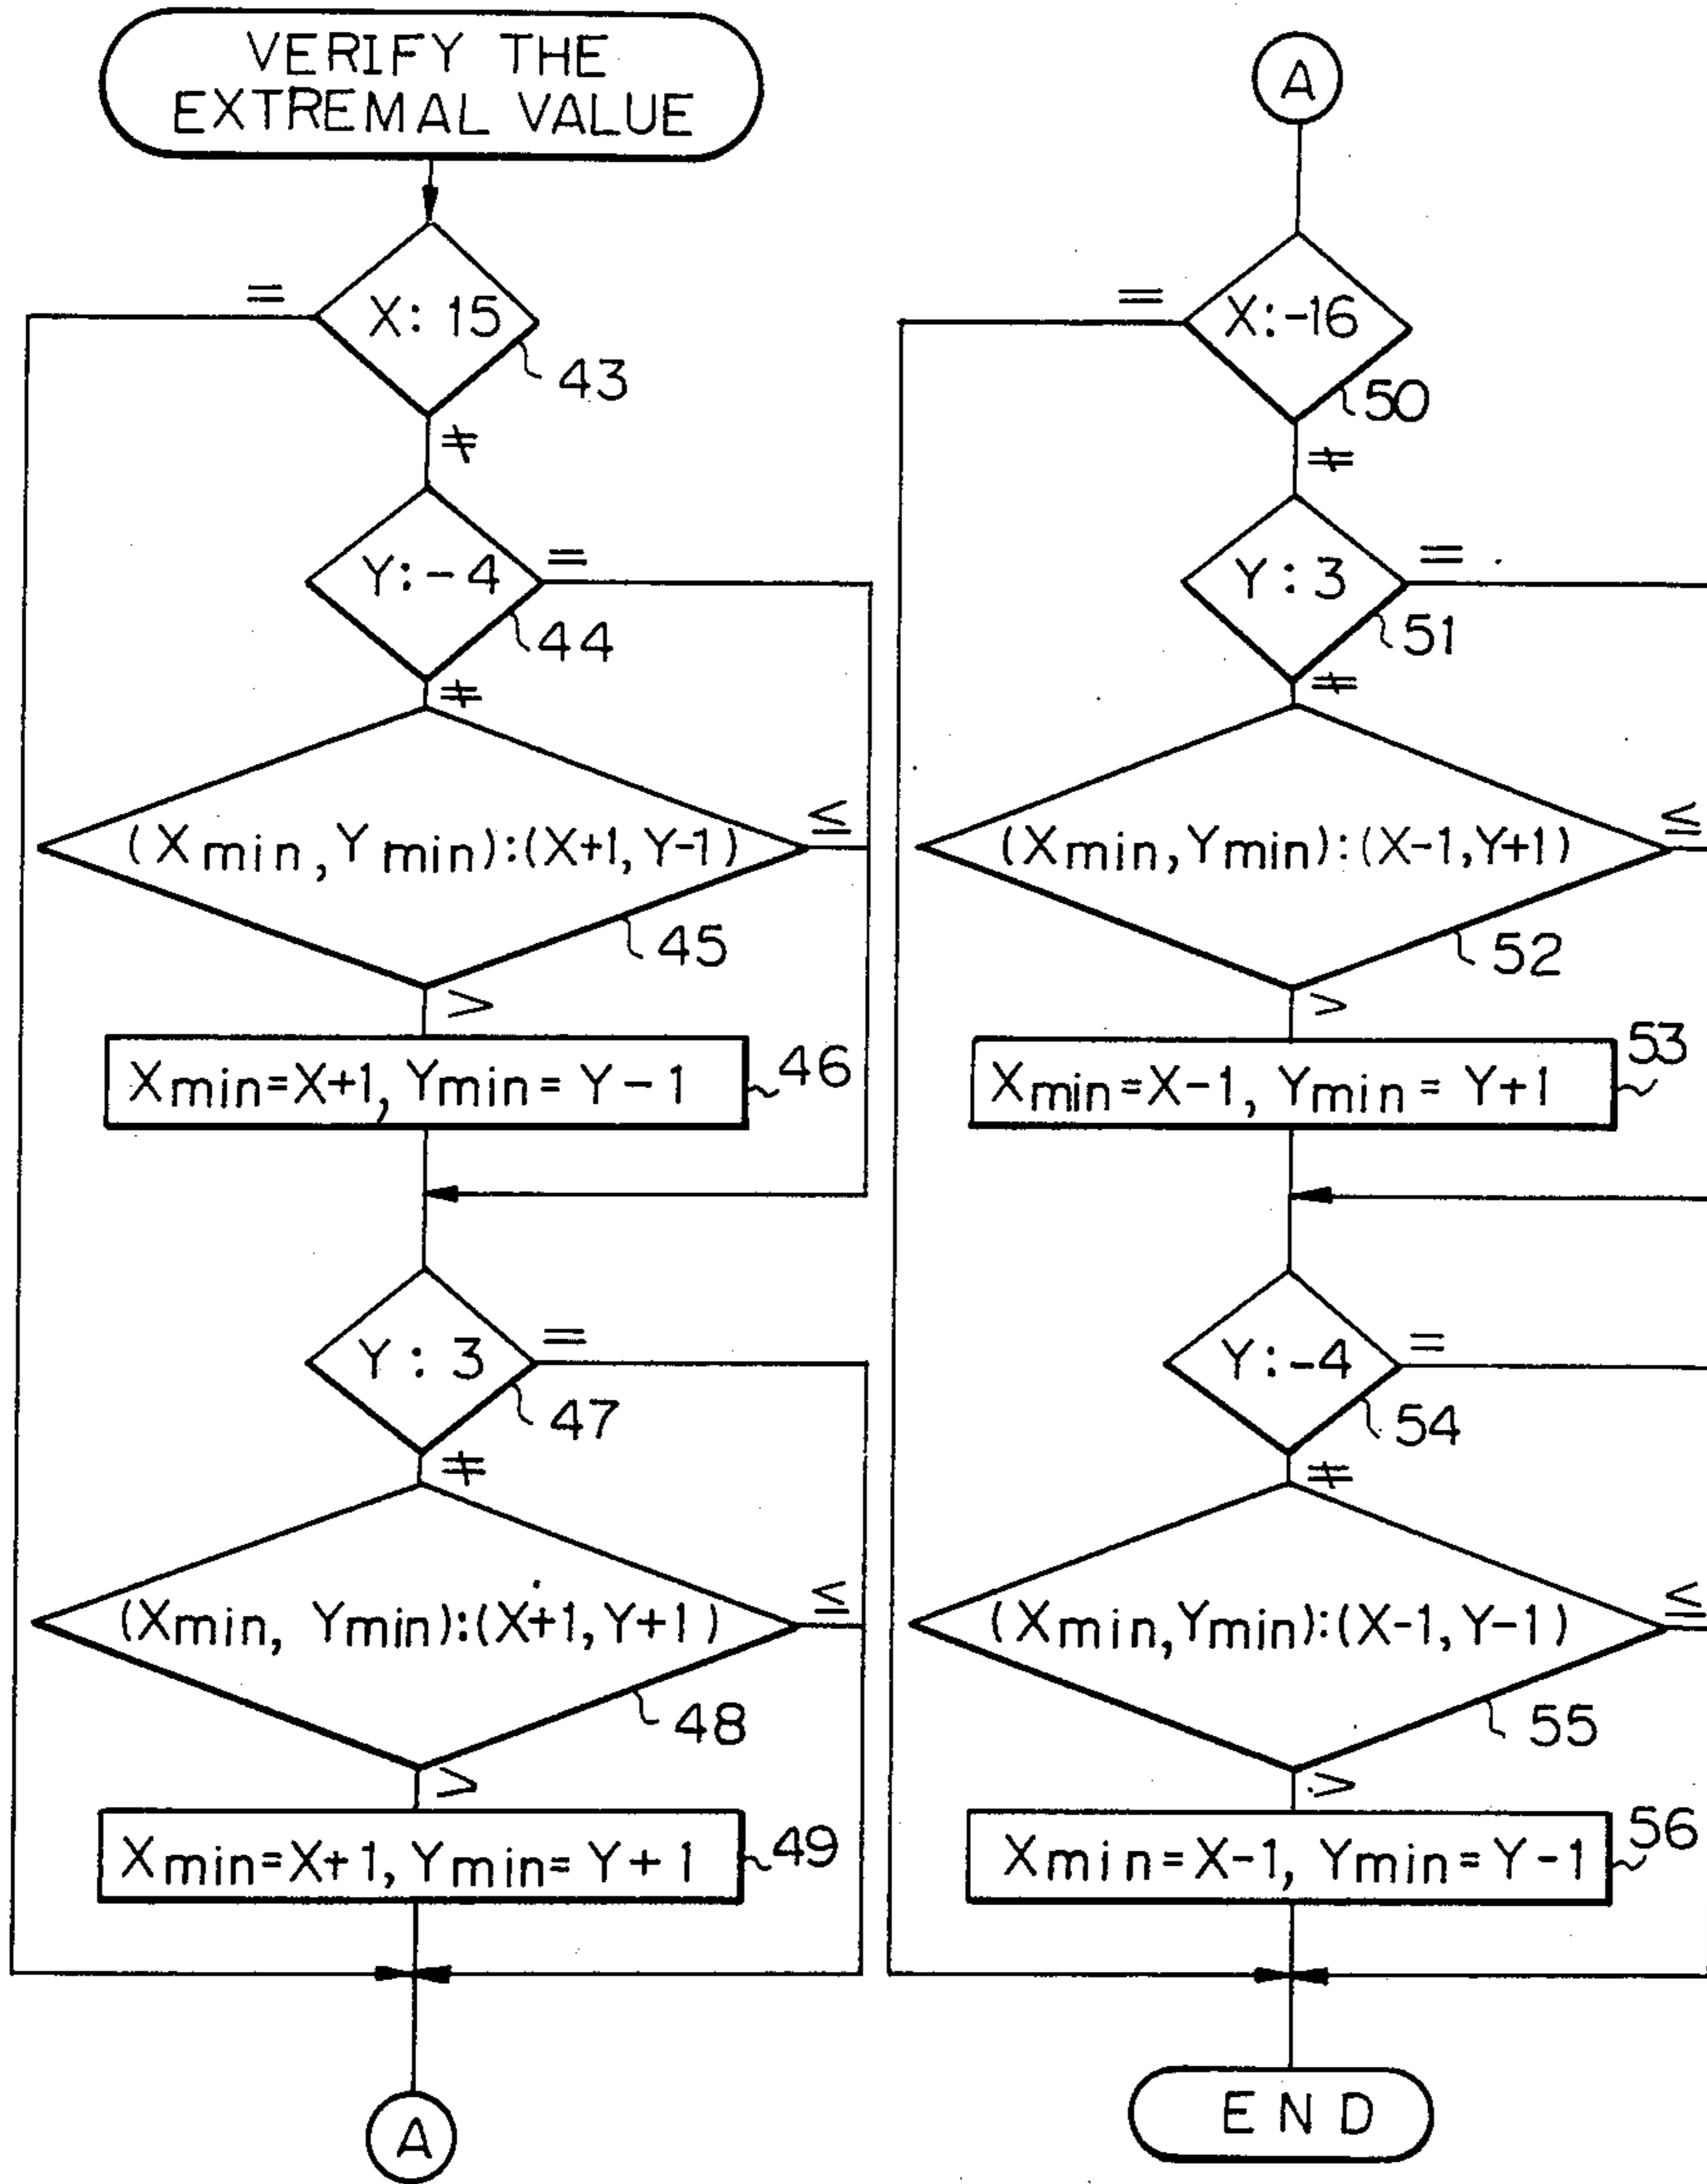 VERIFY THE
EXTREMAL VALUE
X: 15
=
43
≠
Y:-4
=
44
≠
(Xmin, Ymin):(X+1, Y-1)
≤
45
>
Xmin=X+1, Ymin= Y-1
46
Y: 3
=
47
≠
(Xmin, Ymin):(X+1, Y+1)
≤
48
>
Xmin=X+1, Ymin= Y+1
49
A
A
X:-16
=
50
≠
Y: 3
=
51
≠
(Xmin,Ymin):(X-1,Y+1)
≤
52
>
Xmin=X-1, Ymin= Y+1
53
Y:-4
=
54
≠
(Xmin,Ymin):(X-1, Y-1)
≤
55
>
Xmin=X-1, Ymin=Y-1
56
END